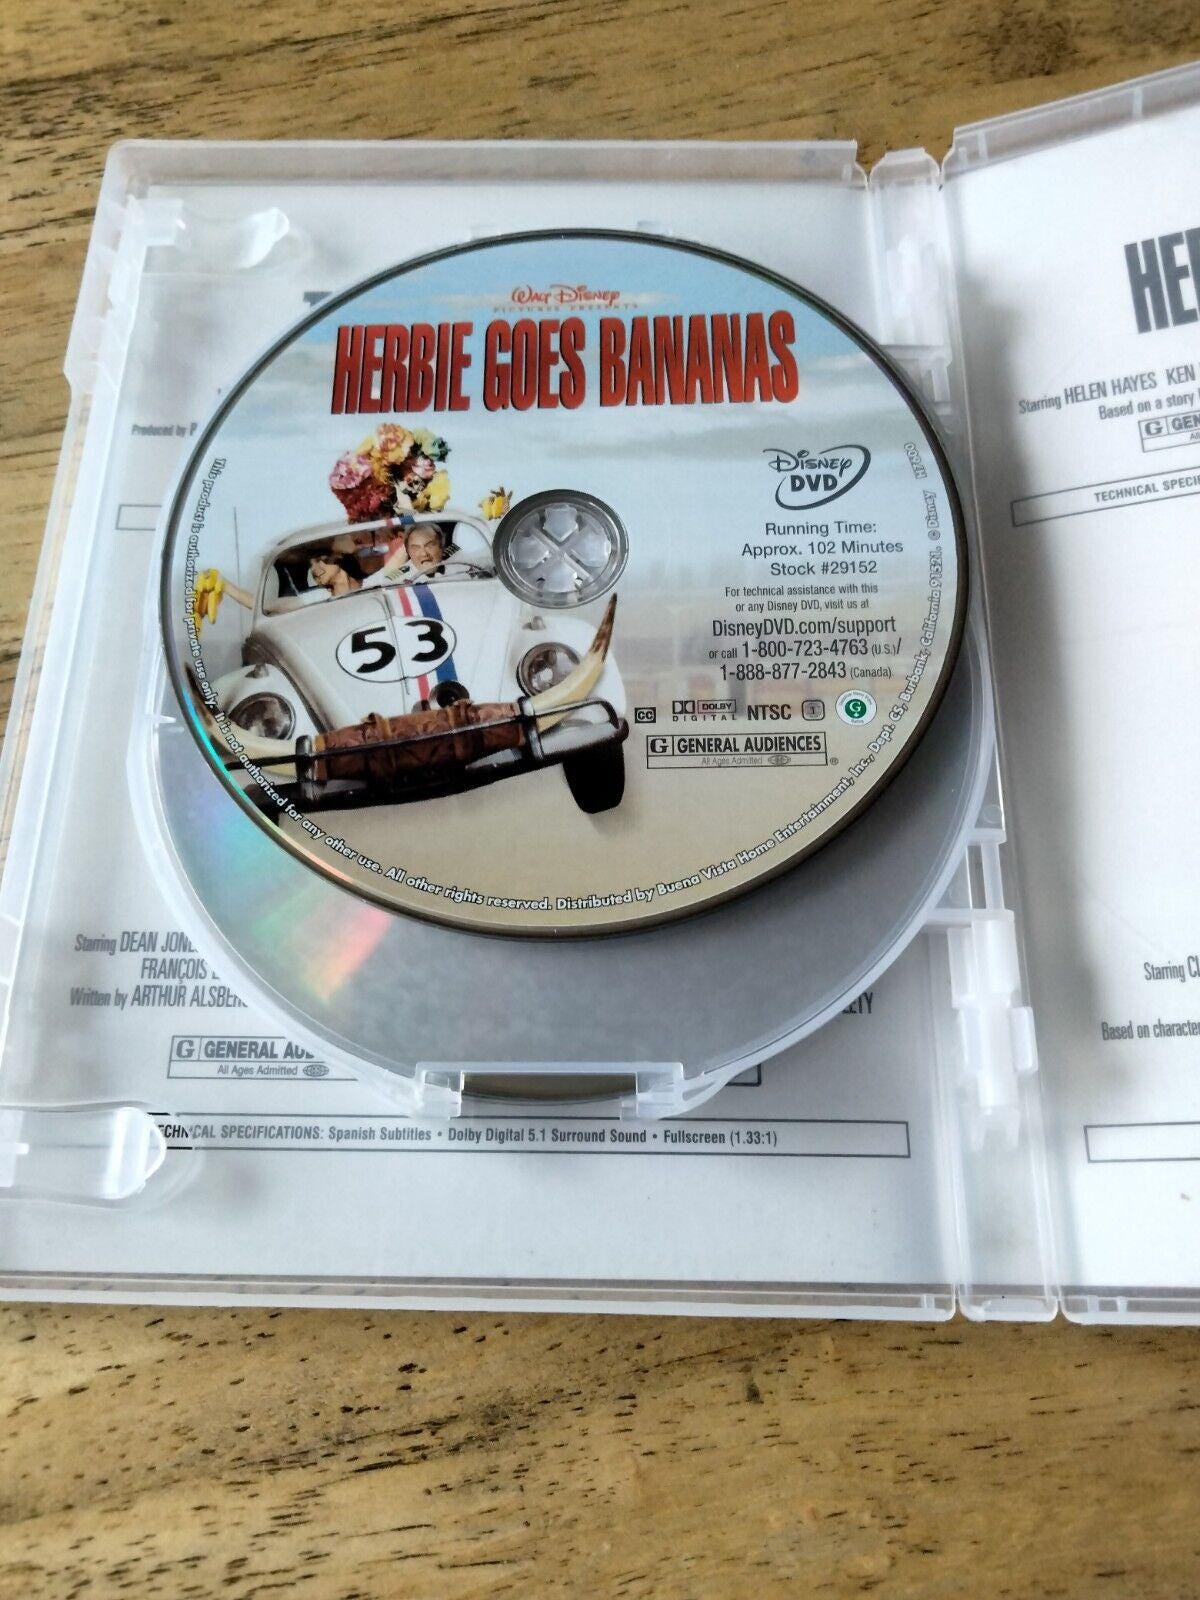 Walt Disney
PICTURES PRESENTS
HERBIE GOES BANANAS
Disney
DVD
Running Time:
Approx. 102 Minutes
Stock #29152
For technical assistance with this
or any Disney DVD, visit us at
DisneyDVD.com/support
or call 1-800-723-4763 (U.S.)/
1-888-877-2843 (Canada).
CC DOLBY DIGITAL NTSC 1 G
G GENERAL AUDIENCES
All Ages Admitted ®
53
This product is authorized for private use only. It is not authorized for any other use. All other rights reserved. Distributed by Buena Vista Home Entertainment, Inc., Dept. CS, Burbank, California 91521. © Disney
Produced by
Starring DEAN
FRANÇOIS
Written by ARTHUR
G GENERAL
All Ages Admitted
CAL SPECIFICATIONS: Spanish Subtitles • Dolby Digital 5.1 Surround Sound • Fullscreen (1.33:1)
HE
Starring HELEN HAYES KEN
Based on a story
G GEN
TECHNICAL SPECI
Starring
Based on